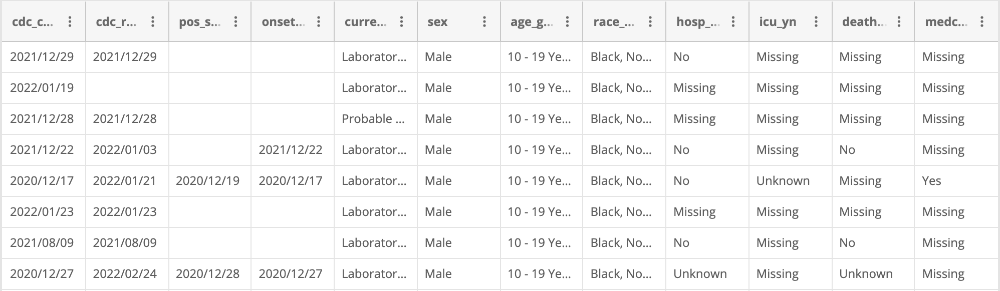 cdc_c... cdc_r... pos_s... onset... curre... sex age_g... race_... hosp_... icu_yn death... medc...
2021/12/29 2021/12/29 Laborator... Male 10 - 19 Ye... Black, No... No Missing Missing Missing
2022/01/19 Laborator... Male 10 - 19 Ye... Black, No... Missing Missing Missing Missing
2021/12/28 2021/12/28 Probable ... Male 10 - 19 Ye... Black, No... Missing Missing Missing Missing
2021/12/22 2022/01/03 2021/12/22 Laborator... Male 10 - 19 Ye... Black, No... No Missing No Missing
2020/12/17 2022/01/21 2020/12/19 2020/12/17 Laborator... Male 10 - 19 Ye... Black, No... No Unknown Missing Yes
2022/01/23 2022/01/23 Laborator... Male 10 - 19 Ye... Black, No... Missing Missing Missing Missing
2021/08/09 2021/08/09 Laborator... Male 10 - 19 Ye... Black, No... No Missing No Missing
2020/12/27 2022/02/24 2020/12/28 2020/12/27 Laborator... Male 10 - 19 Ye... Black, No... Unknown Missing Unknown Missing